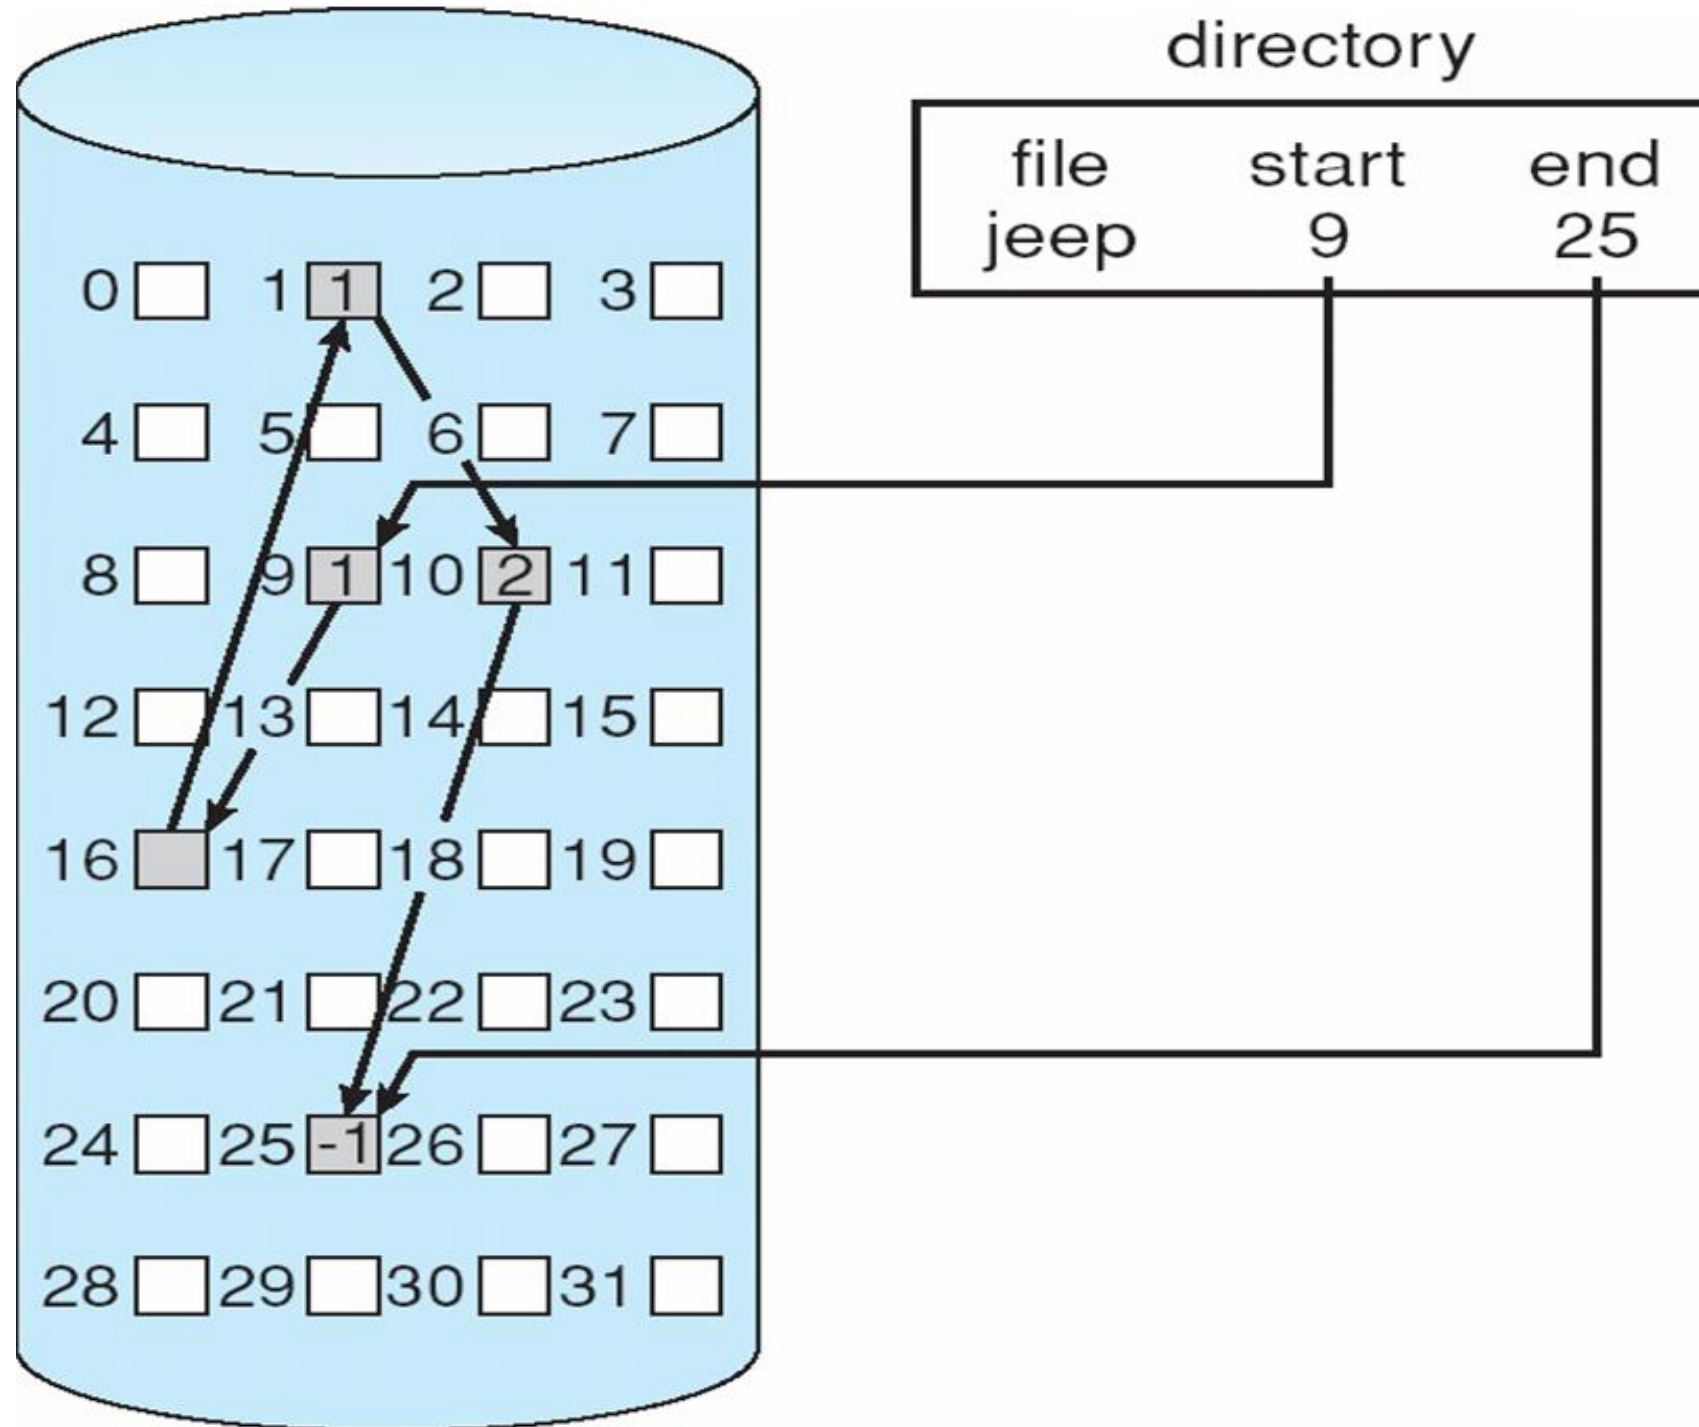 directory
file start end
jeep 9 25
0 1 1 2 3
4 5 6 7
8 9 1 10 2 11
12 13 14 15
16 17 18 19
20 21 22 23
24 25 -1 26 27
28 29 30 31